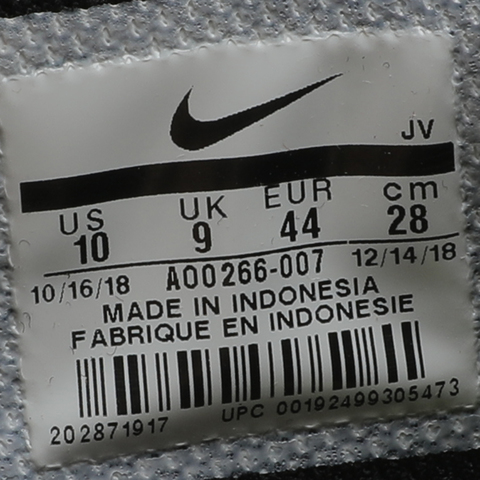 JV
US UK EUR cm
10 9 44 28
10/16/18 AO0266-007 12/14/18
MADE IN INDONESIA
FABRIQUE EN INDONESIE
202871917 UPC 00192499305473